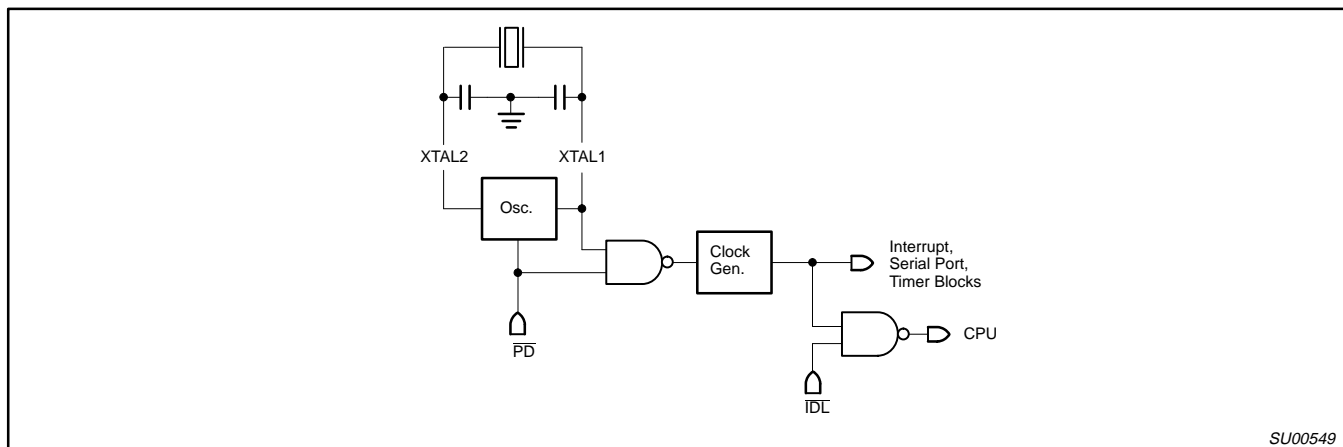 XTAL2
XTAL1
Osc.
Clock
Gen.
Interrupt,
Serial Port,
Timer Blocks
PD
CPU
IDL
SU00549